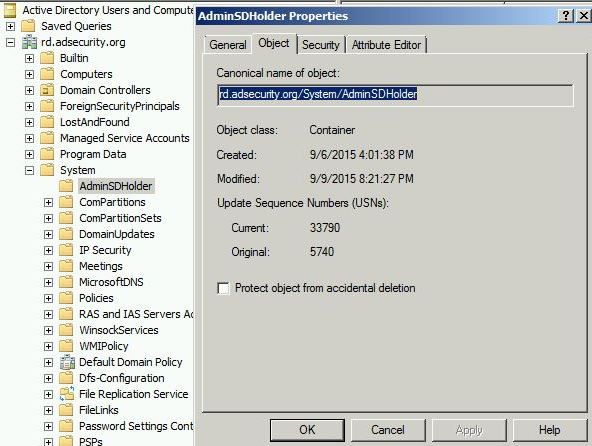 Active Directory Users and Compute
Saved Queries
rd.adsecurity.org
Builtin
Computers
Domain Controllers
ForeignSecurityPrincipals
LostAndFound
Managed Service Accounts
Program Data
System
AdminSDHolder
ComPartitions
ComPartitionSets
DomainUpdates
IP Security
Meetings
MicrosoftDNS
Policies
RAS and IAS Servers Ac
WinsockServices
WMIPolicy
Default Domain Policy
Dfs-Configuration
File Replication Service
FileLinks
Password Settings Cont
PSPs
AdminSDHolder Properties
General Object Security Attribute Editor
Canonical name of object:
rd.adsecurity.org/System/AdminSDHolder
Object class: Container
Created: 9/6/2015 4:01:38 PM
Modified: 9/9/2015 8:21:27 PM
Update Sequence Numbers (USNs):
Current: 33790
Original: 5740
Protect object from accidental deletion
OK Cancel Apply Help